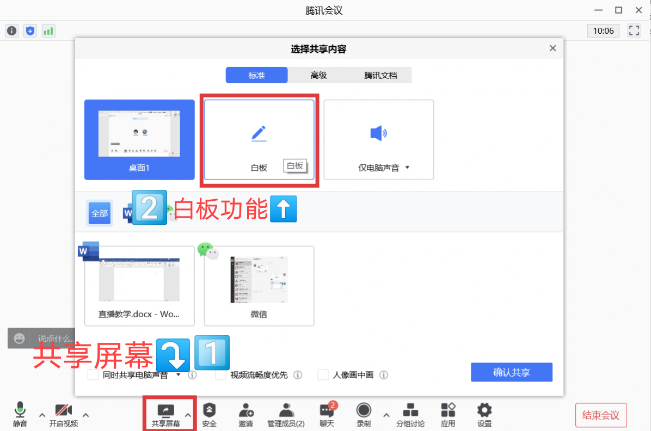 腾讯会议
10:06
选择共享内容
标准 高级 腾讯文档
桌面1
白板
白板
仅电脑声音
全部
W
2 白板功能
W
直播教学.docx - Wo...
微信
说点什么...
共享屏幕 1
同时共享电脑声音 视频流畅度优先 人像画中画
确认共享
静音 开启视频 共享屏幕 安全 邀请 管理成员(2) 聊天 2 录制 分组讨论 应用 设置
结束会议